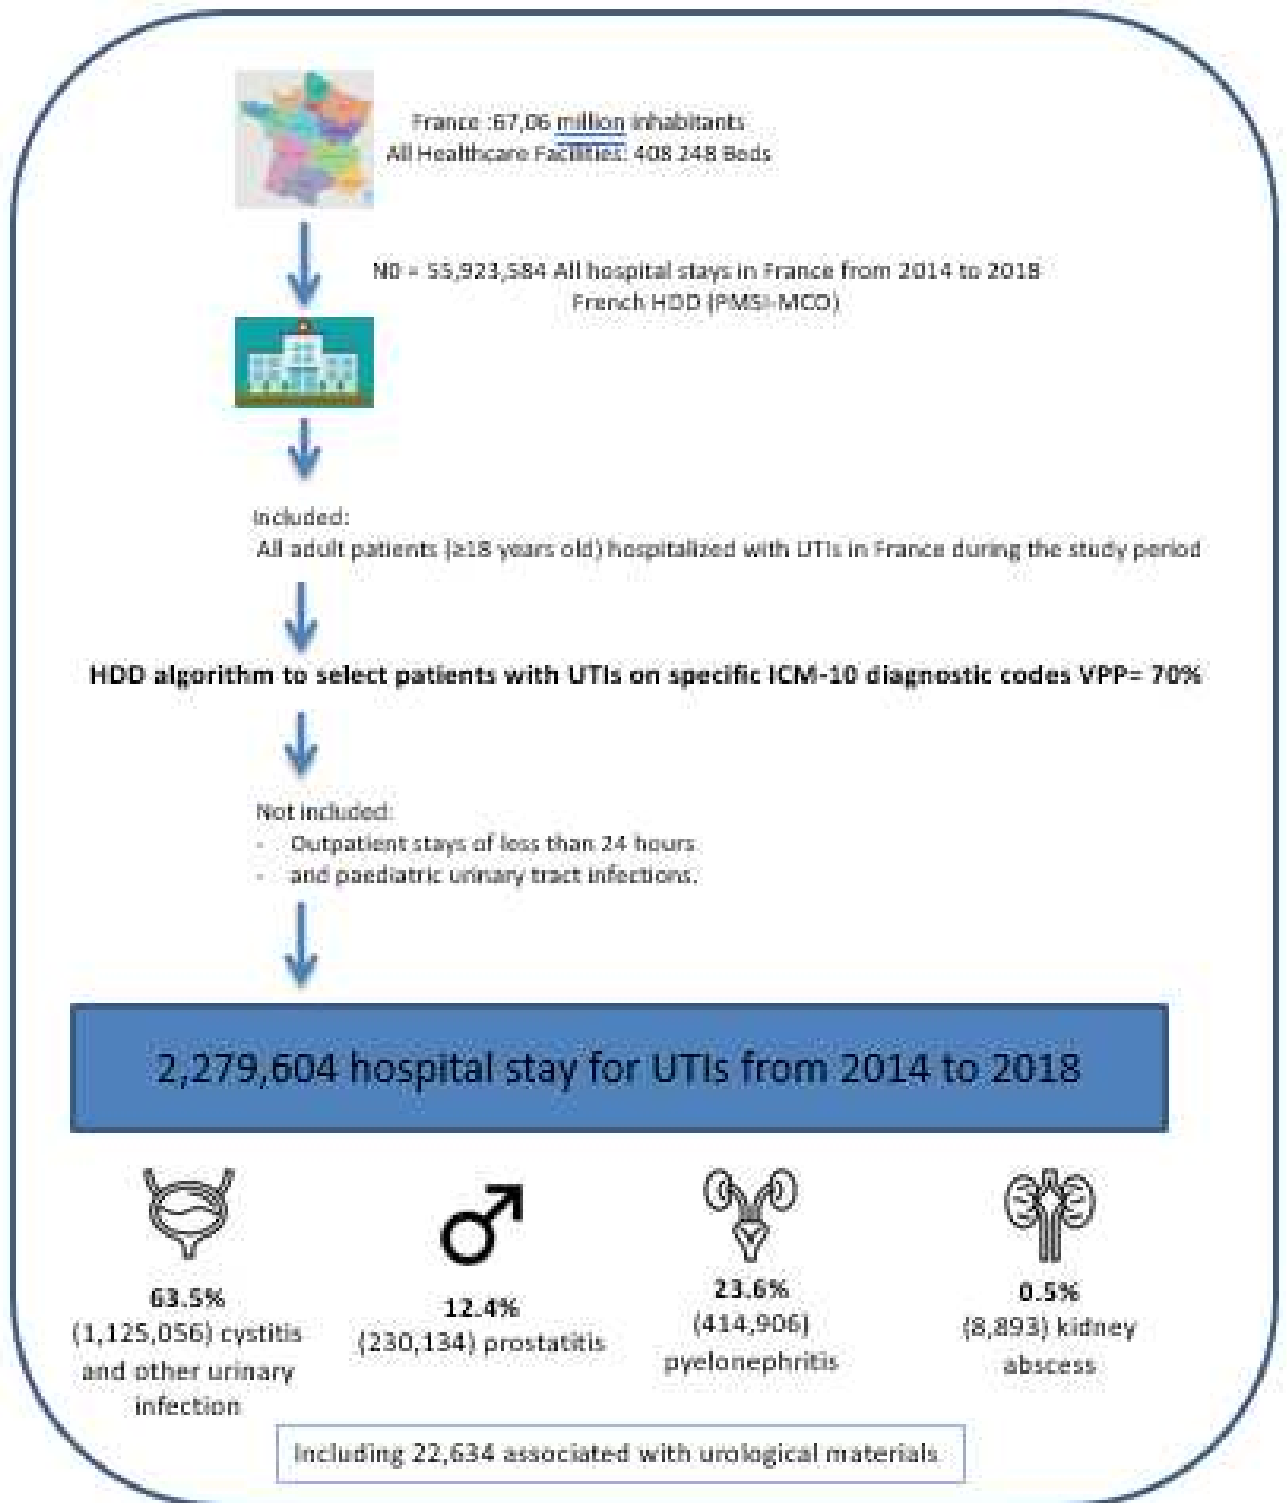 France :67,06 million inhabitants
All Healthcare Facilities: 408 248 Beds
N0 = 55,923,584 All hospital stays in France from 2014 to 2018
French HDD (PMSI-MCO)
Included:
All adult patients (≥18 years old) hospitalized with UTIs in France during the study period
HDD algorithm to select patients with UTIs on specific ICM-10 diagnostic codes VPP= 70%
Not included:
- Outpatient stays of less than 24 hours
- and paediatric urinary tract infections.
2,279,604 hospital stay for UTIs from 2014 to 2018
63.5%
(1,125,056) cystitis
and other urinary
infection
12.4%
(230,134) prostatitis
23.6%
(414,906)
pyelonephritis
0.5%
(8,893) kidney
abscess
Including 22,634 associated with urological materials